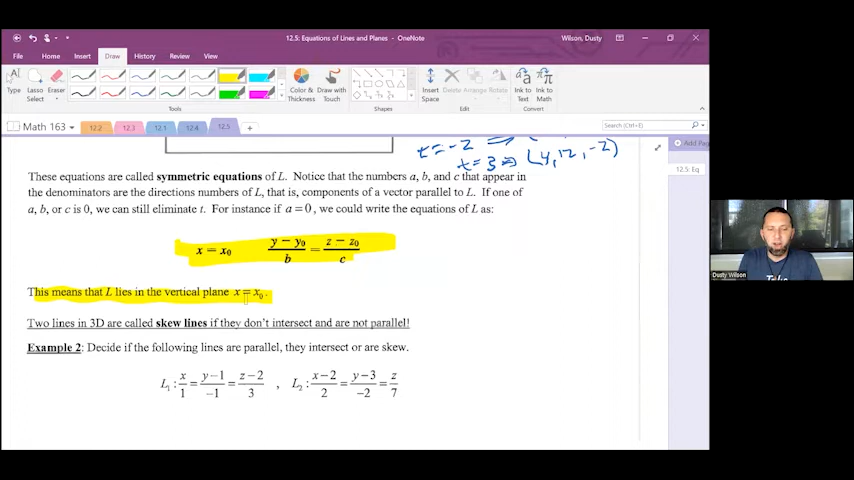 12.5: Equations of Lines and Planes - OneNote
Wilson, Dusty
File Home Insert Draw History Review View
Type Lasso Select Eraser Color & Thickness Draw with Touch Insert Space Delete Arrange Rotate Ink to Text Ink to Math
Tools Shapes Edit Convert
Math 163 12.2 12.3 12.1 12.4 12.5 +
Search (Ctrl+E)
t=-2 ⇒ (
t=3 ⇒ (4,12,-2)
Add Pag
12.5: Eq
These equations are called symmetric equations of L. Notice that the numbers a, b, and c that appear in
the denominators are the directions numbers of L, that is, components of a vector parallel to L. If one of
a, b, or c is 0, we can still eliminate t. For instance if a = 0, we could write the equations of L as:
x = x₀ (y − y₀)/b = (z − z₀)/c
This means that L lies in the vertical plane x = x₀.
Two lines in 3D are called skew lines if they don't intersect and are not parallel!
Example 2: Decide if the following lines are parallel, they intersect or are skew.
L₁ : x/1 = (y−1)/−1 = (z−2)/3 , L₂ : (x−2)/2 = (y−3)/−2 = z/7
Dusty Wilson